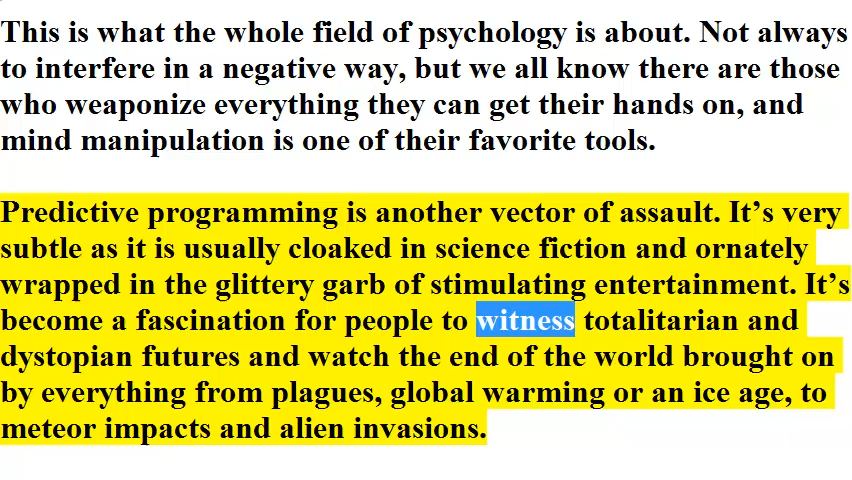 This is what the whole field of psychology is about. Not always
to interfere in a negative way, but we all know there are those
who weaponize everything they can get their hands on, and
mind manipulation is one of their favorite tools.
Predictive programming is another vector of assault. It’s very
subtle as it is usually cloaked in science fiction and ornately
wrapped in the glittery garb of stimulating entertainment. It’s
become a fascination for people to witness totalitarian and
dystopian futures and watch the end of the world brought on
by everything from plagues, global warming or an ice age, to
meteor impacts and alien invasions.